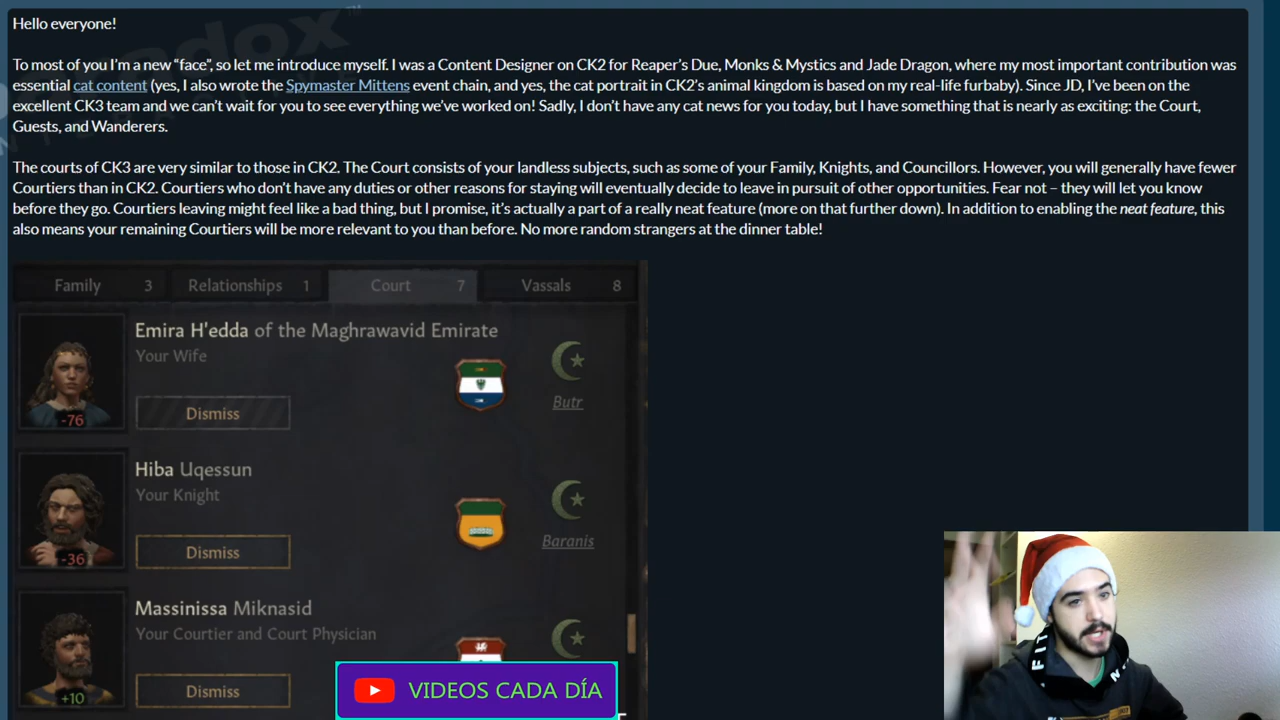 Hello everyone!
To most of you I'm a new “face”, so let me introduce myself. I was a Content Designer on CK2 for Reaper's Due, Monks & Mystics and Jade Dragon, where my most important contribution was
essential cat content (yes, I also wrote the Spymaster Mittens event chain, and yes, the cat portrait in CK2's animal kingdom is based on my real-life furbaby). Since JD, I've been on the
excellent CK3 team and we can't wait for you to see everything we've worked on! Sadly, I don't have any cat news for you today, but I have something that is nearly as exciting: the Court,
Guests, and Wanderers.
The courts of CK3 are very similar to those in CK2. The Court consists of your landless subjects, such as some of your Family, Knights, and Councillors. However, you will generally have fewer
Courtiers than in CK2. Courtiers who don't have any duties or other reasons for staying will eventually decide to leave in pursuit of other opportunities. Fear not – they will let you know
before they go. Courtiers leaving might feel like a bad thing, but I promise, it's actually a part of a really neat feature (more on that further down). In addition to enabling the neat feature, this
also means your remaining Courtiers will be more relevant to you than before. No more random strangers at the dinner table!
Family 3 Relationships 1 Court 7 Vassals 8
Emira H'edda of the Maghrawavid Emirate
Your Wife
-76
Dismiss
Butr
Hiba Uqessun
Your Knight
-36
Dismiss
Baranis
Massinissa Miknasid
Your Courtier and Court Physician
+10
Dismiss
VIDEOS CADA DÍA